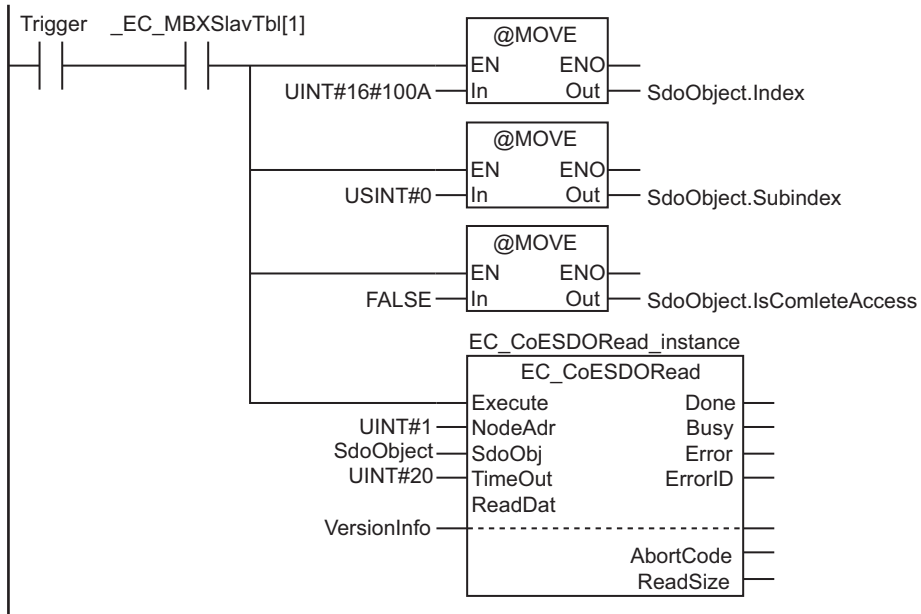 Trigger _EC_MBXSlavTbl[1]
@MOVE
EN ENO
UINT#16#100A In Out SdoObject.Index
@MOVE
EN ENO
USINT#0 In Out SdoObject.Subindex
@MOVE
EN ENO
FALSE In Out SdoObject.IsComleteAccess
EC_CoESDORead_instance
EC_CoESDORead
Execute Done
UINT#1 NodeAdr Busy
SdoObject SdoObj Error
UINT#20 TimeOut ErrorID
ReadDat
VersionInfo
AbortCode
ReadSize